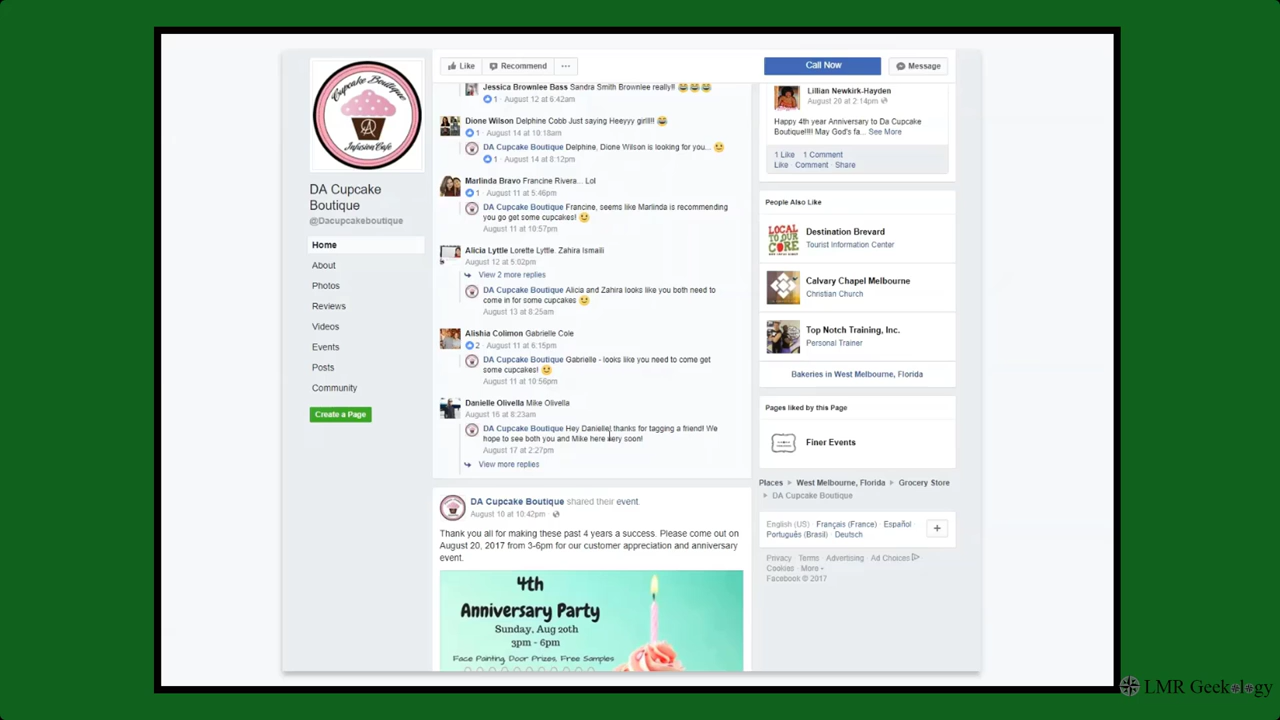 Cupcake Boutique
Infusion Cafe
DA Cupcake
Boutique
@Dacupcakeboutique
Home
About
Photos
Reviews
Videos
Events
Posts
Community
Create a Page
Like
Recommend
...
Call Now
Message
Jessica Brownlee Bass Sandra Smith Brownlee really!! 😂😂😂
1 · August 12 at 6:42am
Dione Wilson Delphine Cobb Just saying Heeyyy girl!!! 😂
1 · August 14 at 10:18am
DA Cupcake Boutique Delphine, Dione Wilson is looking for you... 😉
1 · August 14 at 8:12pm
Marlinda Bravo Francine Rivera... Lol
1 · August 11 at 5:46pm
DA Cupcake Boutique Francine, seems like Marlinda is recommending
you go get some cupcakes! 😉
August 11 at 10:57pm
Alicia Lyttle Lorette Lyttle. Zahira Ismaili
August 12 at 5:02pm
View 2 more replies
DA Cupcake Boutique Alicia and Zahira looks like you both need to
come in for some cupcakes 😉
August 13 at 8:25am
Alishia Colimon Gabrielle Cole
2 · August 11 at 6:15pm
DA Cupcake Boutique Gabrielle - looks like you need to come get
some cupcakes! 😉
August 11 at 10:56pm
Danielle Olivella Mike Olivella
August 16 at 8:23am
DA Cupcake Boutique Hey Danielle! thanks for tagging a friend! We
hope to see both you and Mike here very soon!
August 17 at 2:27pm
View more replies
DA Cupcake Boutique shared their event.
August 10 at 10:42pm ·
Thank you all for making these past 4 years a success. Please come out on
August 20, 2017 from 3-6pm for our customer appreciation and anniversary
event.
4th
Anniversary Party
Sunday, Aug 20th
3pm - 6pm
Face Painting, Door Prizes, Free Samples
Lillian Newkirk-Hayden
August 20 at 2:14pm ·
Happy 4th year Anniversary to Da Cupcake
Boutique!!!! May God's fa... See More
1 Like 1 Comment
Like · Comment · Share
People Also Like
Destination Brevard
Tourist Information Center
LOCAL
TO OUR
CORE
Calvary Chapel Melbourne
Christian Church
Top Notch Training, Inc.
Personal Trainer
Bakeries in West Melbourne, Florida
Pages liked by this Page
Finer Events
Places
West Melbourne, Florida
Grocery Store
DA Cupcake Boutique
English (US) · Français (France) · Español ·
Português (Brasil) · Deutsch
+
Privacy · Terms · Advertising · Ad Choices ·
Cookies · More
Facebook © 2017
LMR Geekology